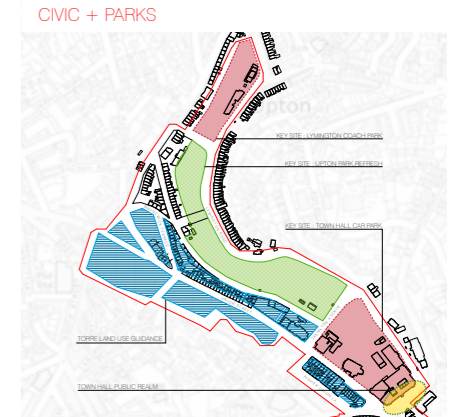 CIVIC + PARKS
pton
KEY SITE : LYMINGTON COACH PARK
KEY SITE : UPTON PARK REFRESH
KEY SITE : TOWN HALL CAR PARK
TORRE LAND USE GUIDANCE
TOWN HALL PUBLIC REALM